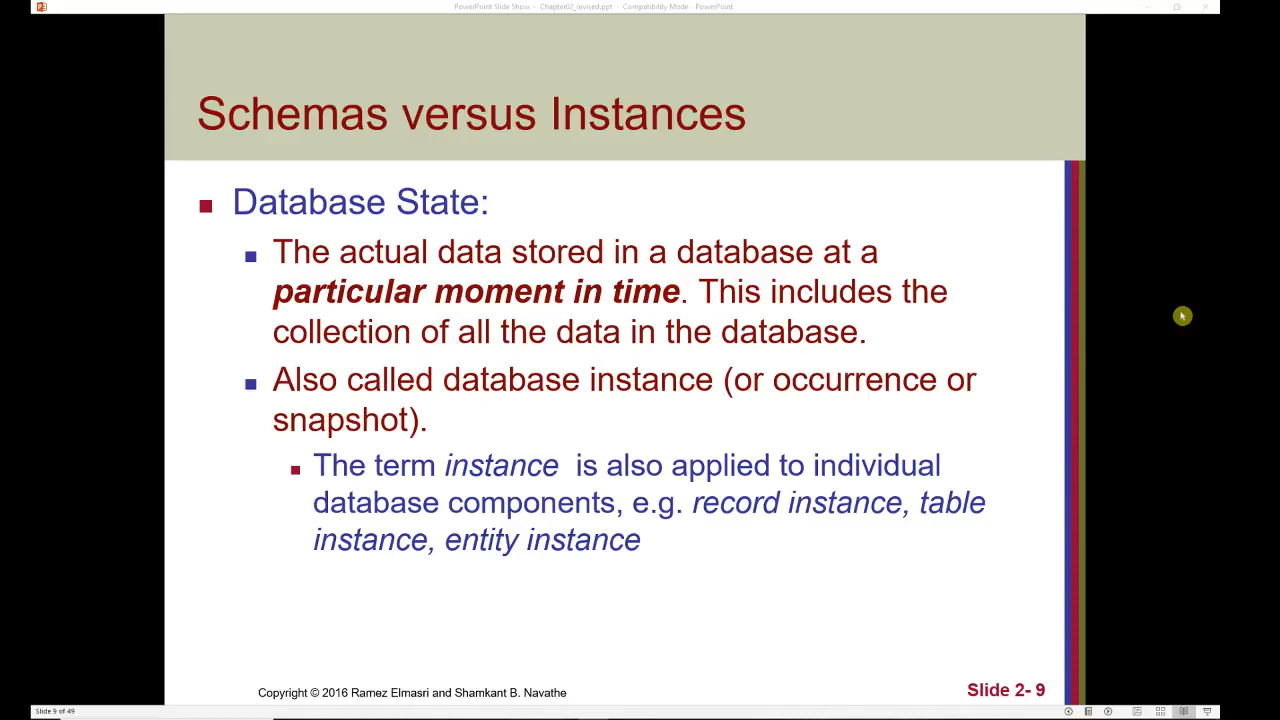 PowerPoint Slide Show - Chapter02_revised.ppt - Compatibility Mode - PowerPoint
Schemas versus Instances
Database State:
The actual data stored in a database at a
particular moment in time. This includes the
collection of all the data in the database.
Also called database instance (or occurrence or
snapshot).
The term instance is also applied to individual
database components, e.g. record instance, table
instance, entity instance
Copyright © 2016 Ramez Elmasri and Shamkant B. Navathe
Slide 2- 9
Slide 9 of 49